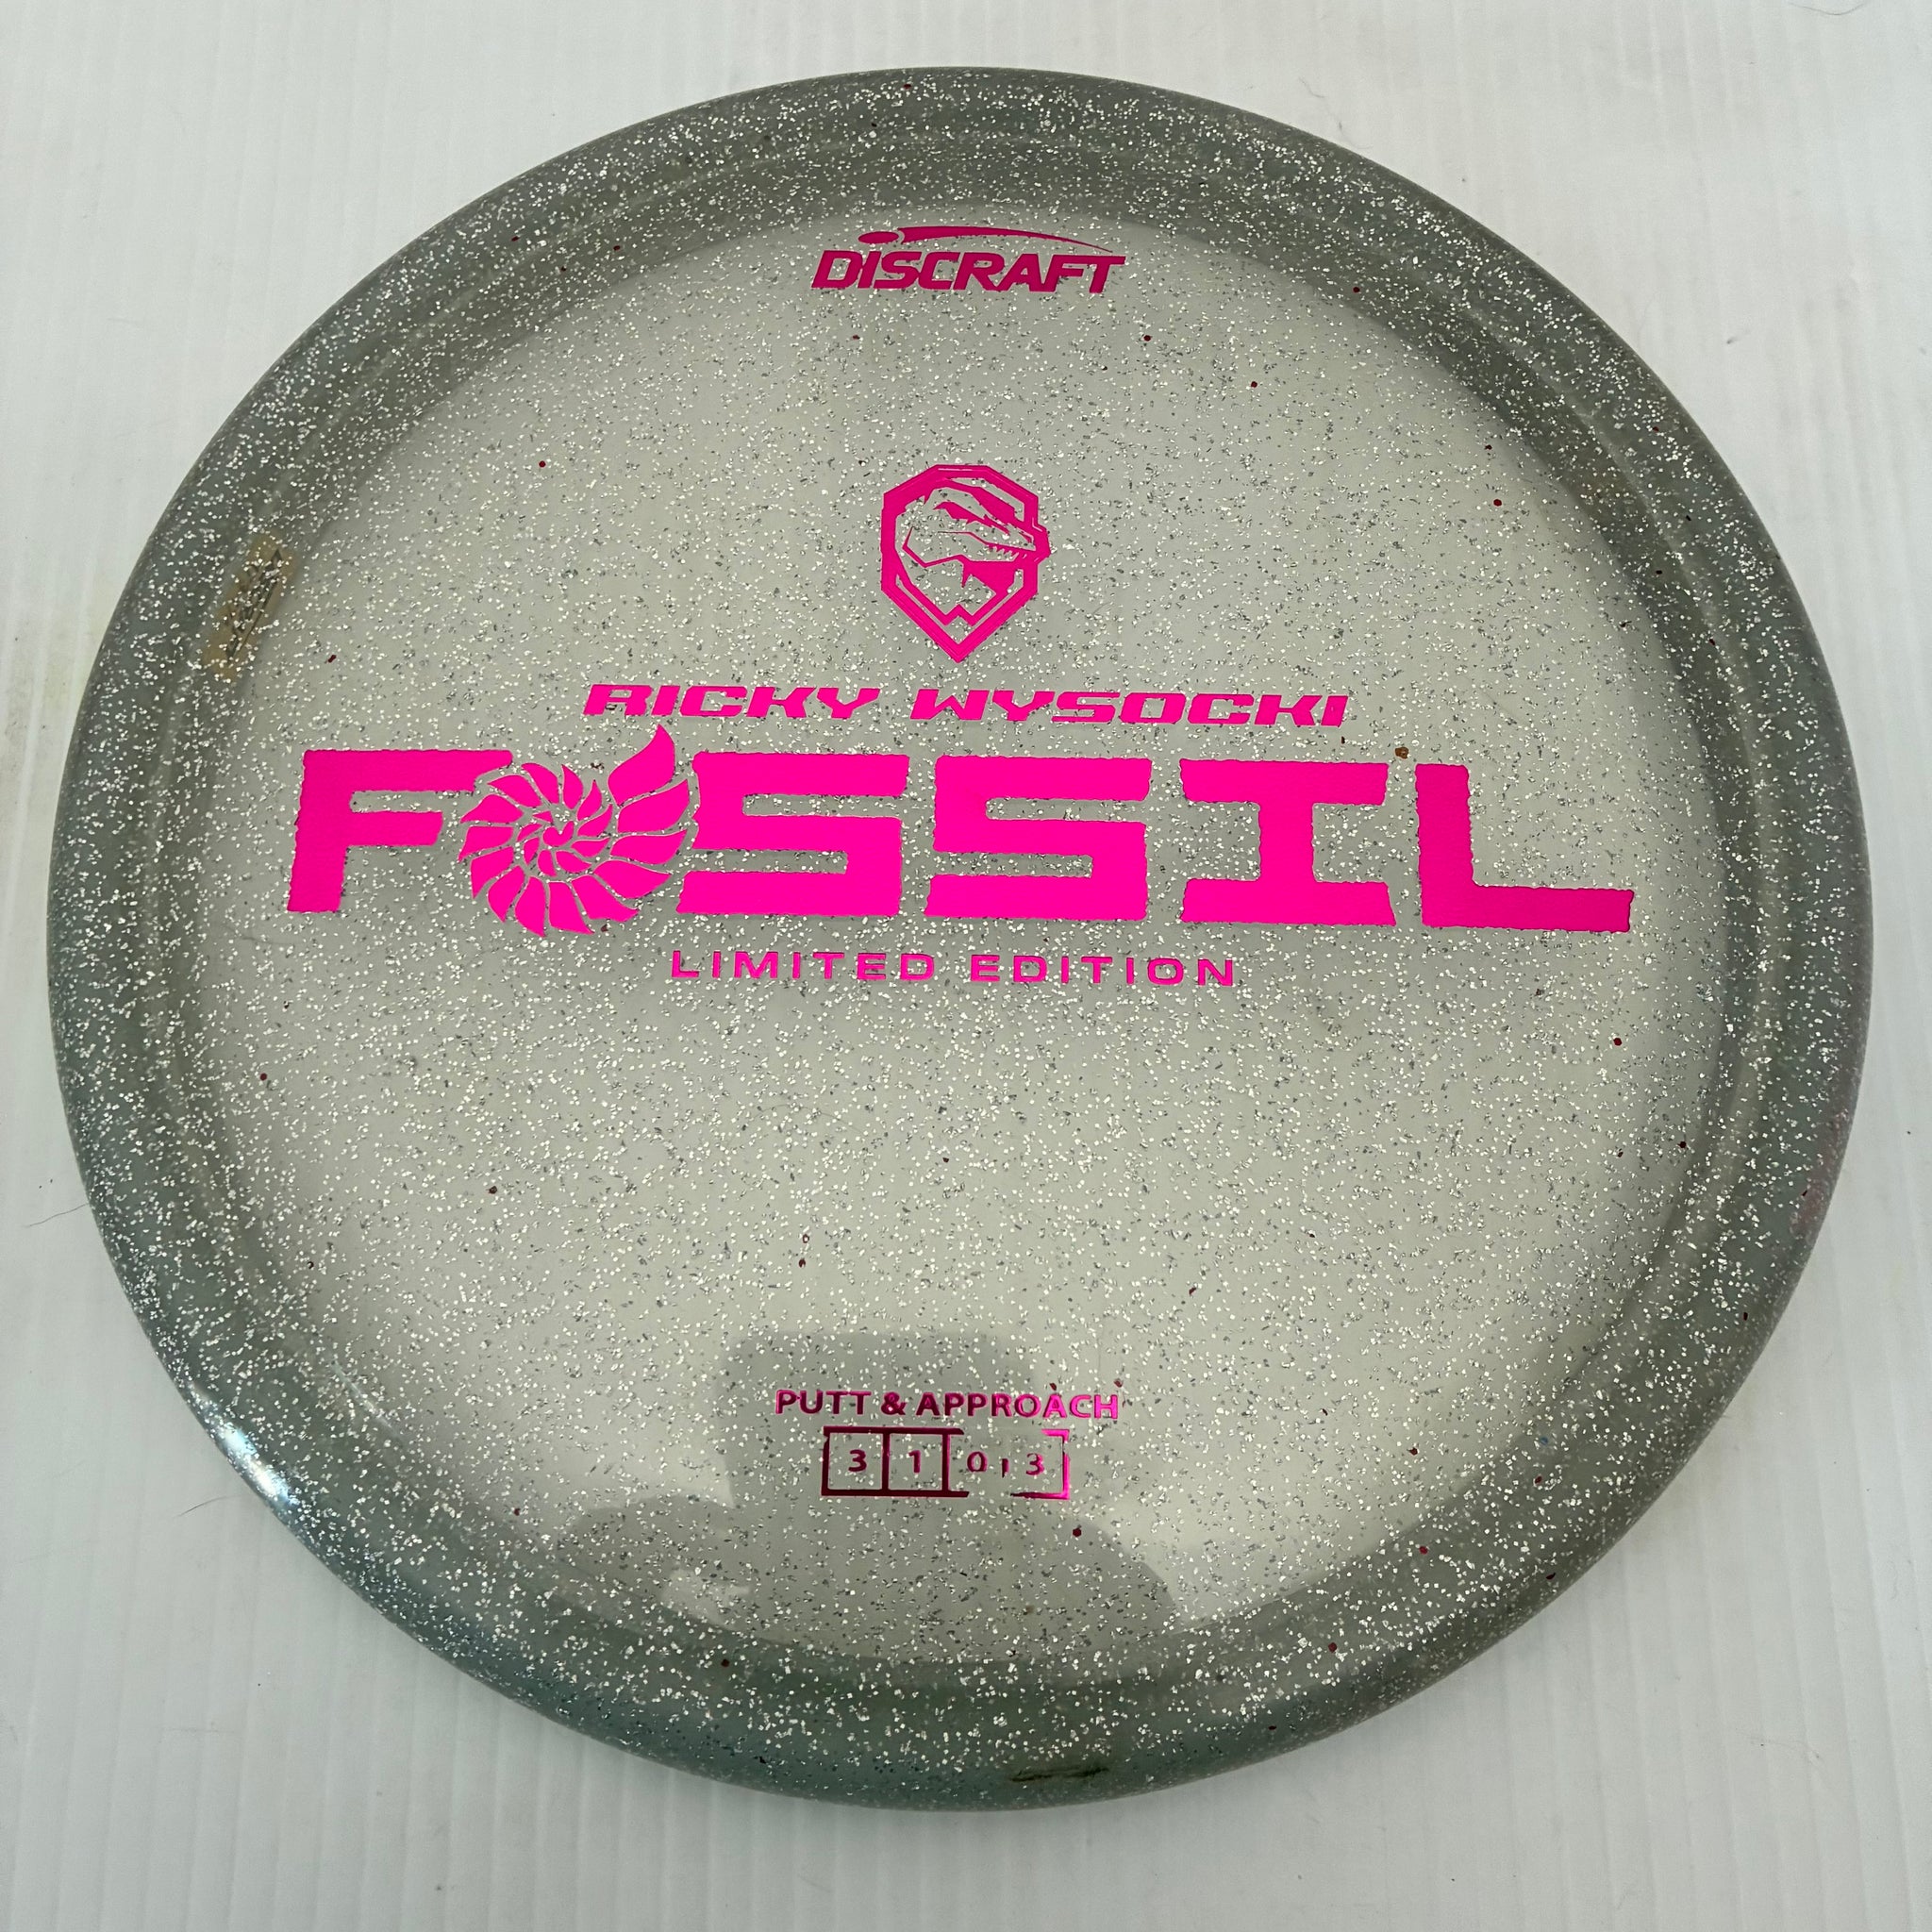 DISCRAFT
RICKY WYSOCKI
FOSSIL
LIMITED EDITION
PUTT & APPROACH
3 1 0 3